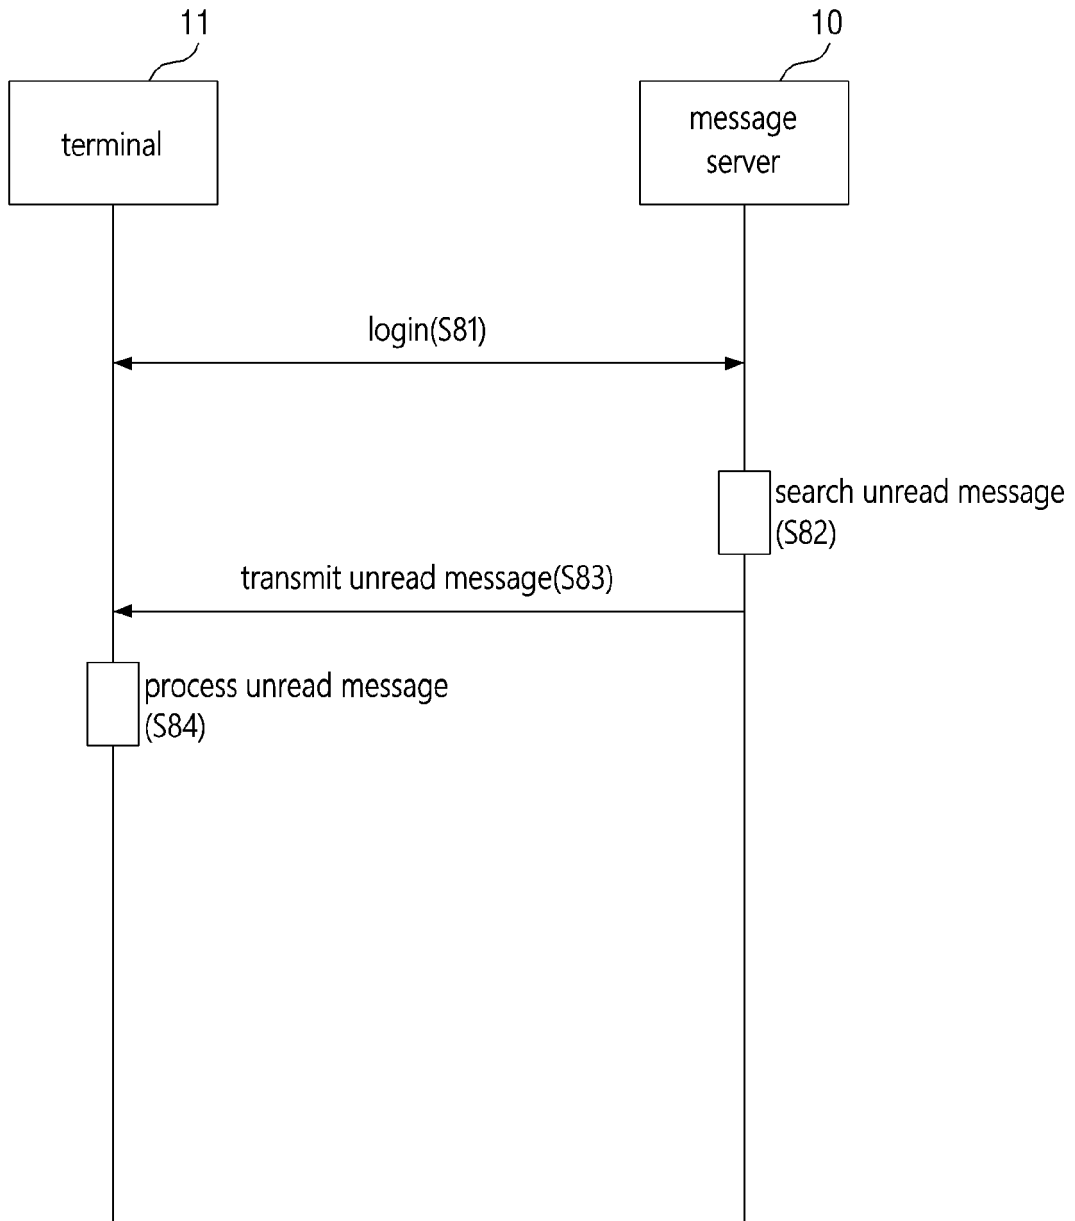 11
10
terminal
message
server
login(S81)
search unread message
(S82)
transmit unread message(S83)
process unread message
(S84)